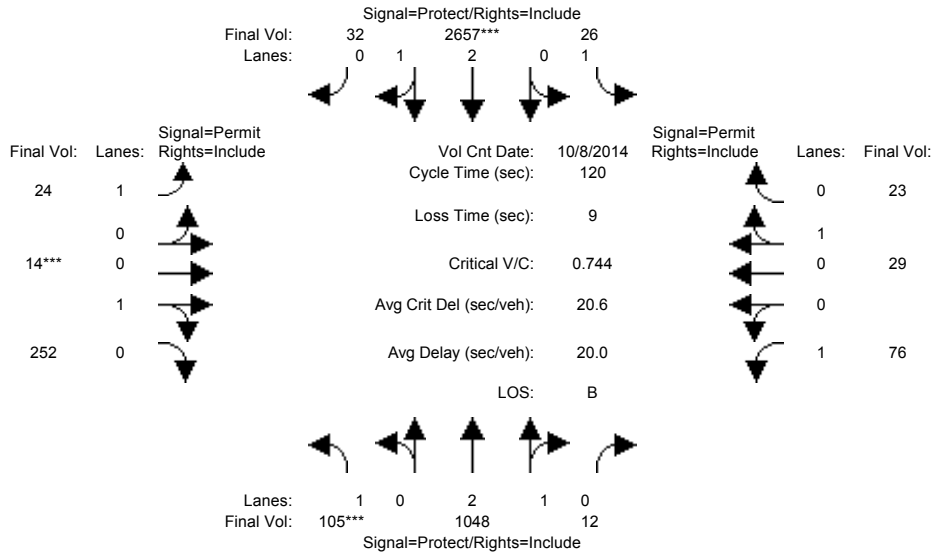 Signal=Protect/Rights=Include
Final Vol: 32 2657*** 26
Lanes: 0 1 2 0 1
Signal=Permit Signal=Permit
Final Vol: Lanes: Rights=Include Vol Cnt Date: 10/8/2014 Rights=Include Lanes: Final Vol:
Cycle Time (sec): 120
24 1 0 23
Loss Time (sec): 9
0 1
14*** 0 Critical V/C: 0.744 0 29
1 Avg Crit Del (sec/veh): 20.6 0
252 0 Avg Delay (sec/veh): 20.0 1 76
LOS: B
Lanes: 1 0 2 1 0
Final Vol: 105*** 1048 12
Signal=Protect/Rights=Include